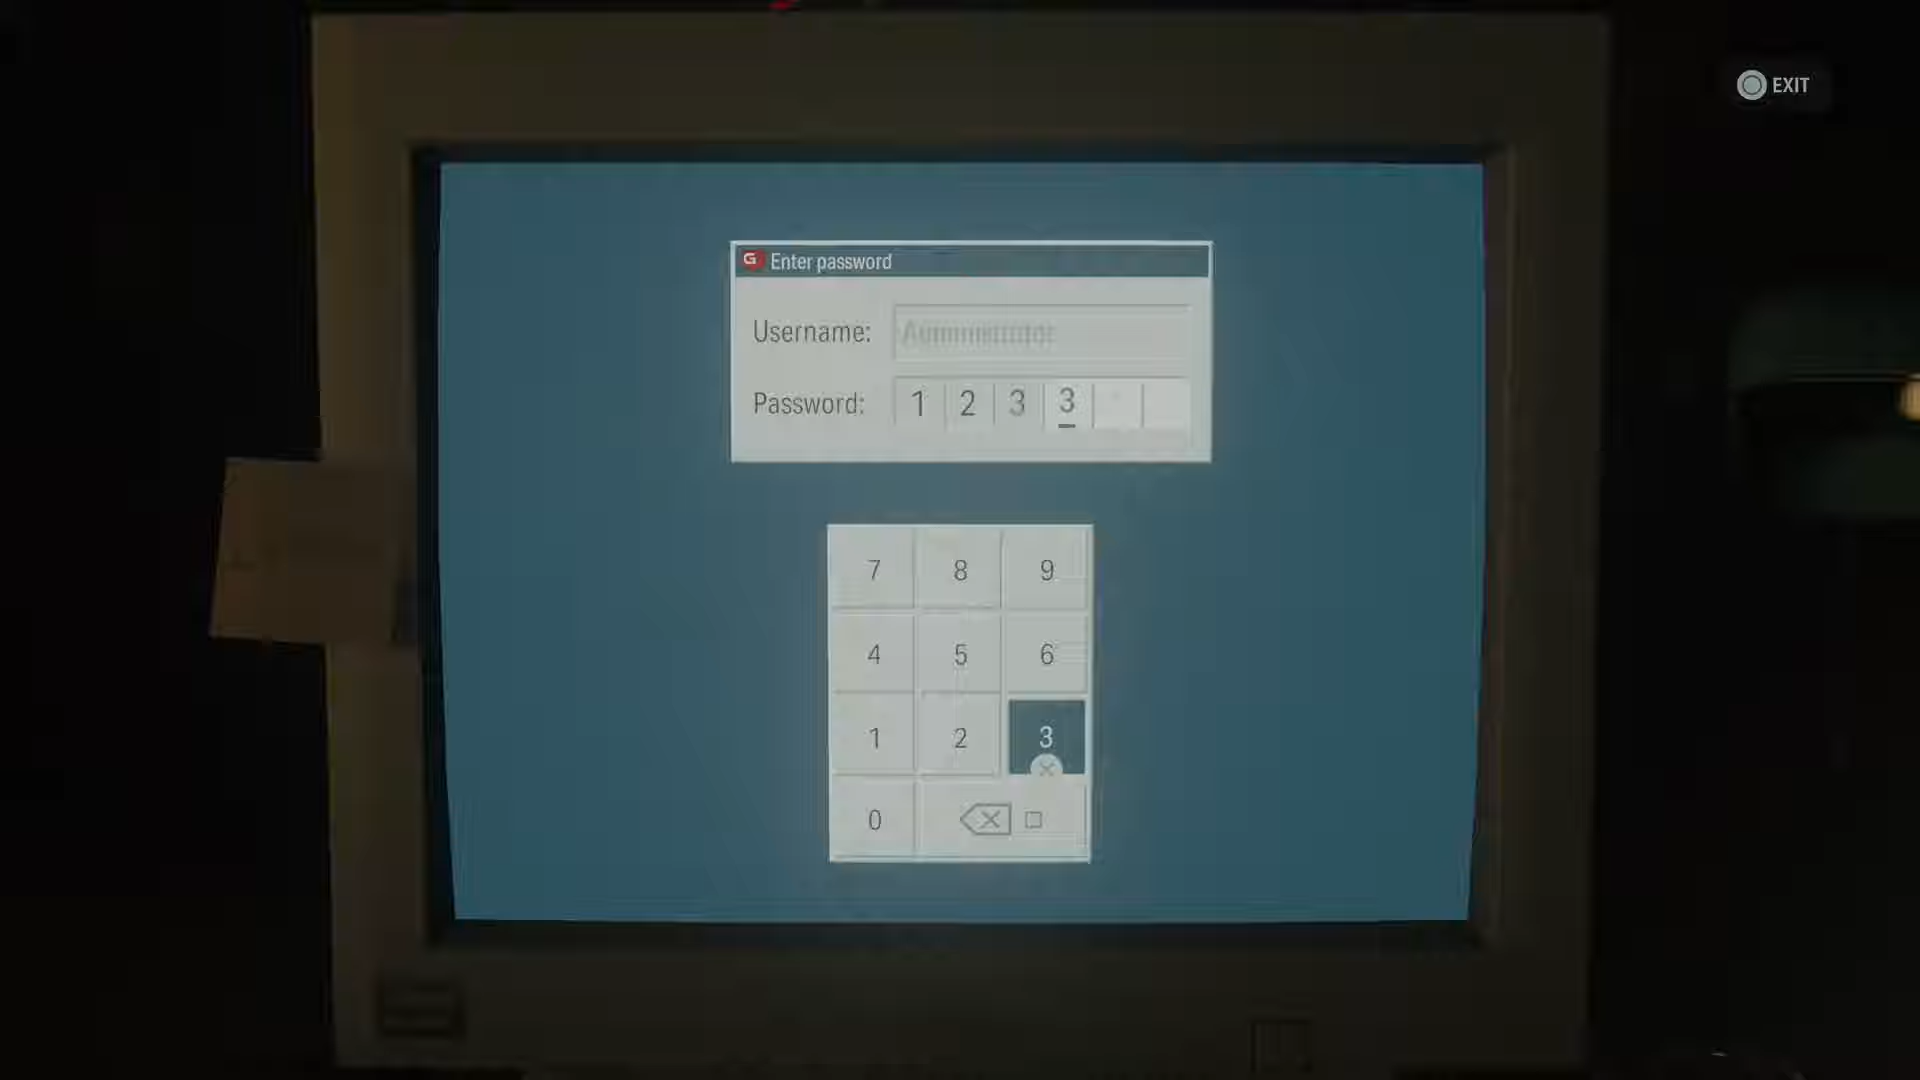 EXIT
G Enter password
Username: Administrator
Password: 1 2 3 3
7 8 9
4 5 6
1 2 3
0